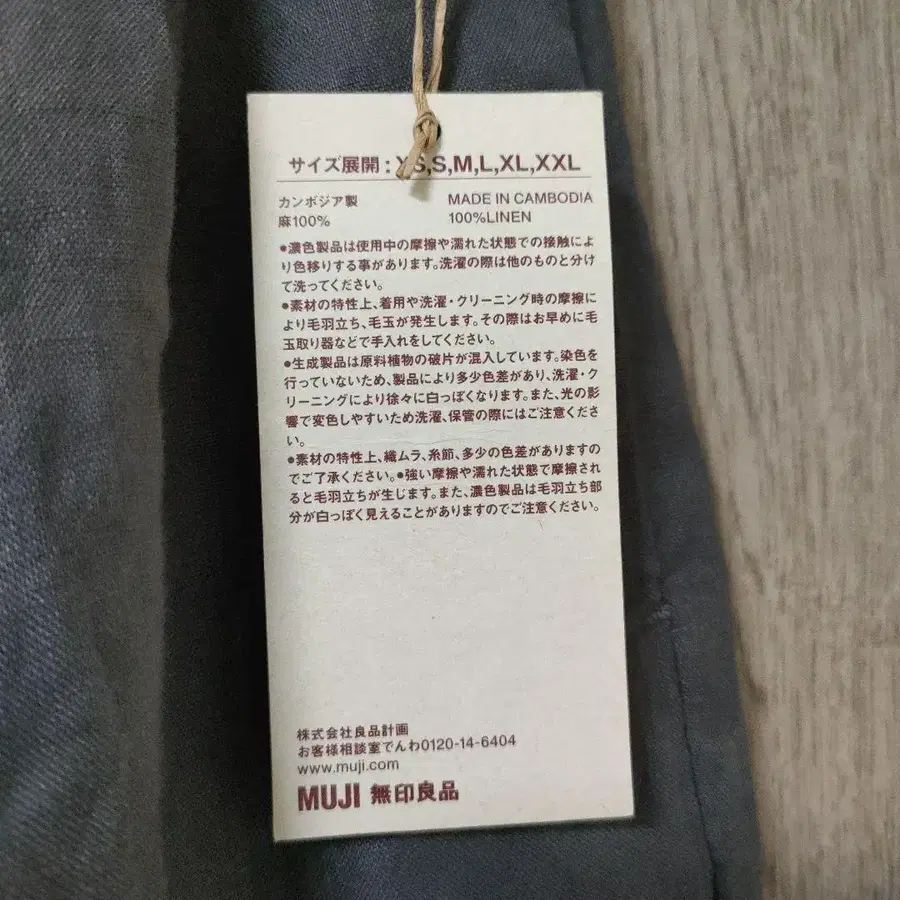 サイズ展開：XS,S,M,L,XL,XXL
カンボジア製 MADE IN CAMBODIA
麻100% 100%LINEN
●濃色製品は使用中の摩擦や濡れた状態での接触によ
り色移りする事があります。洗濯の際は他のものと分け
て洗ってください。
●素材の特性上、着用や洗濯・クリーニング時の摩擦に
より毛羽立ち、毛玉が発生します。その際はお早めに毛
玉取り器などで手入れをしてください。
●生成製品は原料植物の破片が混入しています。染色を
行っていないため、製品により多少色差があり、洗濯・ク
リーニングにより徐々に白っぽくなります。また、光の影
響で変色しやすいため洗濯、保管の際にはご注意くださ
い。
●素材の特性上、織ムラ、糸節、多少の色差がありますの
でご了承ください。●強い摩擦や濡れた状態で摩擦され
ると毛羽立ちが生じます。また、濃色製品は毛羽立ち部
分が白っぽく見えることがありますのでご注意ください。
株式会社良品計画
お客様相談室でんわ0120-14-6404
www.muji.com
MUJI 無印良品